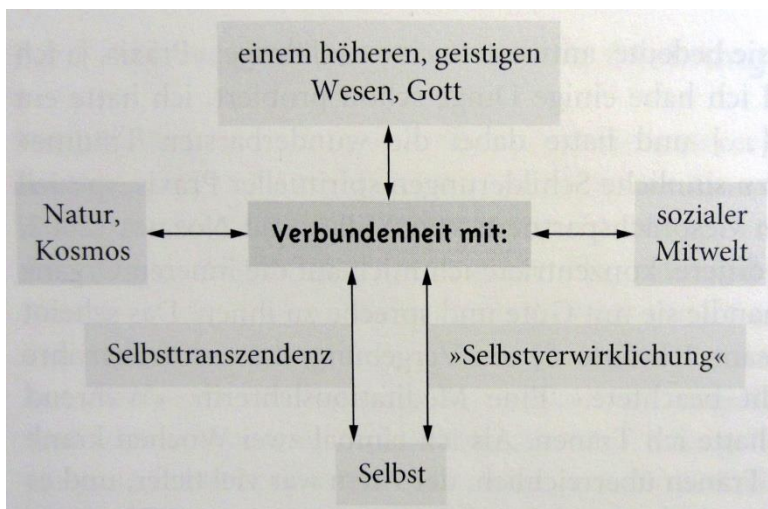 einem höheren, geistigen
Wesen, Gott
Natur,
Kosmos
Verbundenheit mit:
sozialer
Mitwelt
Selbsttranszendenz
»Selbstverwirklichung«
Selbst